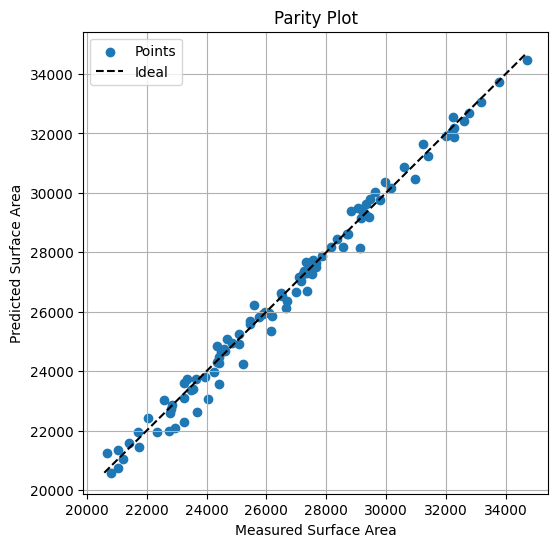 Parity Plot
Points
Ideal
34000
32000
30000
28000
26000
24000
22000
20000
Predicted Surface Area
20000 22000 24000 26000 28000 30000 32000 34000
Measured Surface Area